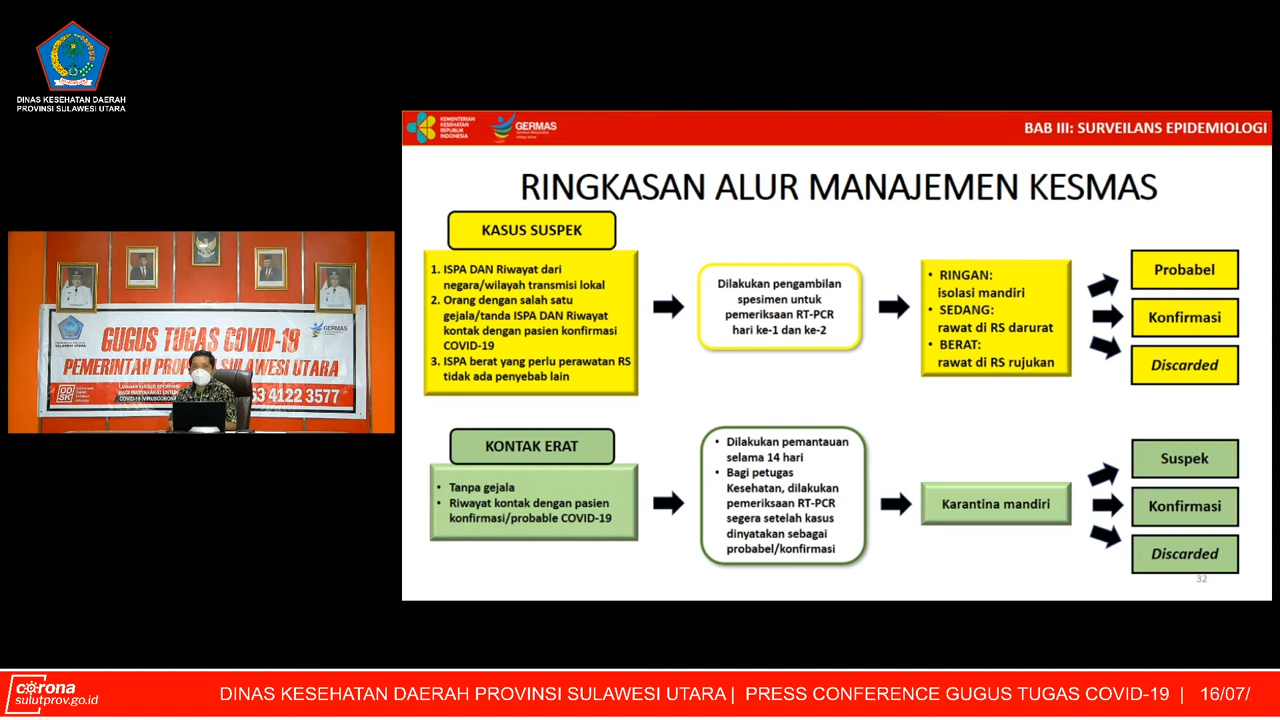 DINAS KESEHATAN DAERAH
PROVINSI SULAWESI UTARA
KEMENTERIAN
KESEHATAN
REPUBLIK
INDONESIA
GERMAS
BAB III: SURVEILANS EPIDEMIOLOGI
RINGKASAN ALUR MANAJEMEN KESMAS
KASUS SUSPEK
1. ISPA DAN Riwayat dari
negara/wilayah transmisi lokal
2. Orang dengan salah satu
gejala/tanda ISPA DAN Riwayat
kontak dengan pasien konfirmasi
COVID-19
3. ISPA berat yang perlu perawatan RS
tidak ada penyebab lain
Dilakukan pengambilan
spesimen untuk
pemeriksaan RT-PCR
hari ke-1 dan ke-2
• RINGAN:
isolasi mandiri
• SEDANG:
rawat di RS darurat
• BERAT:
rawat di RS rujukan
Probabel
Konfirmasi
Discarded
KONTAK ERAT
• Tanpa gejala
• Riwayat kontak dengan pasien
konfirmasi/probable COVID-19
• Dilakukan pemantauan
selama 14 hari
• Bagi petugas
Kesehatan, dilakukan
pemeriksaan RT-PCR
segera setelah kasus
dinyatakan sebagai
probabel/konfirmasi
Karantina mandiri
Suspek
Konfirmasi
Discarded
32
GUGUS TUGAS COVID-19
GERMAS
PEMERINTAH PRO SULAWESI UTARA
ODSK
53 4122 3577
corona
sulutprov.go.id
DINAS KESEHATAN DAERAH PROVINSI SULAWESI UTARA | PRESS CONFERENCE GUGUS TUGAS COVID-19 | 16/07/